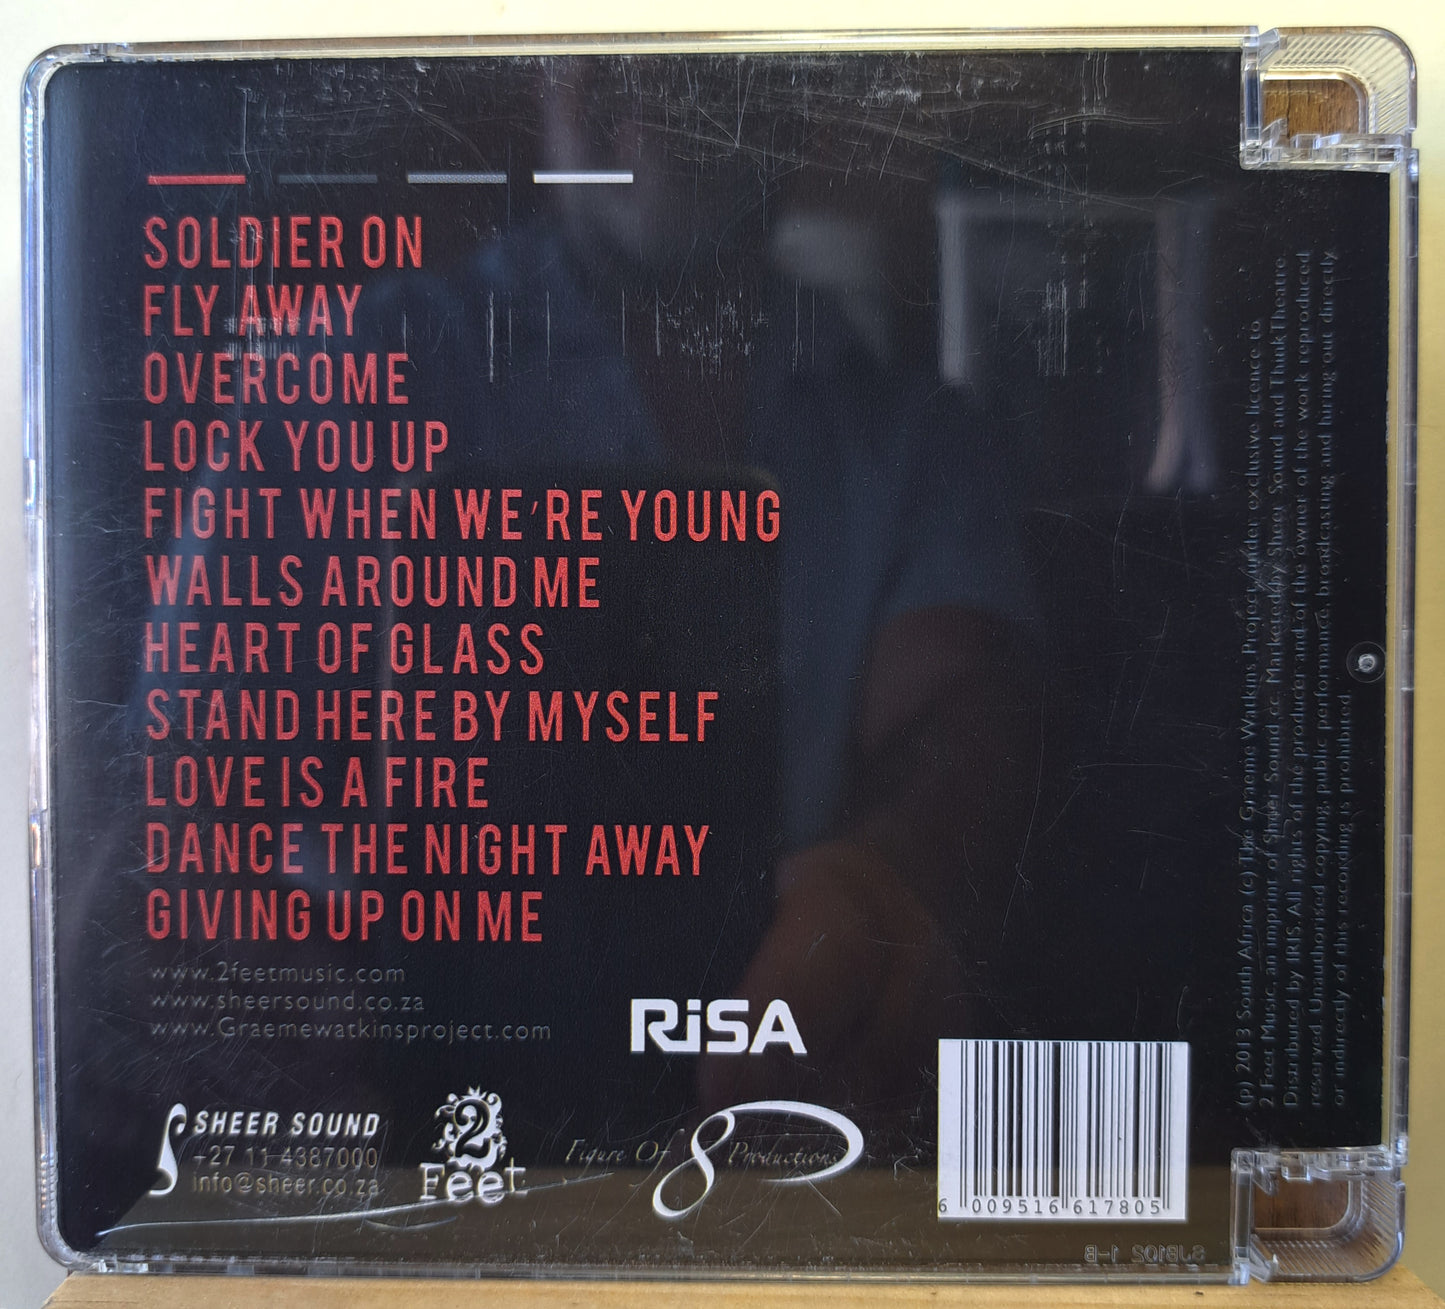 SOLDIER ON
FLY AWAY
OVERCOME
LOCK YOU UP
FIGHT WHEN WE'RE YOUNG
WALLS AROUND ME
HEART OF GLASS
STAND HERE BY MYSELF
LOVE IS A FIRE
DANCE THE NIGHT AWAY
GIVING UP ON ME
www.2feetmusic.com
www.sheersound.co.za
www.Graemewatkinsproject.com
RiSA
SHEER SOUND
+27 11 4387000
info@sheer.co.za
2
Feet
Figure Of 8 Productions
6 009516 617805
(p) 2013 South Africa (c) The Graeme Watkins Project under exclusive licence to
2 Feet Music, an imprint of Sheer Sound cc. Marketed by Sheer Sound and Think Theatre.
Distributed by IRIS. All rights of the producer and of the owner of the work reproduced
reserved. Unauthorised copying, public performance, broadcasting and hiring out directly
or indirectly of this recording is prohibited.
SJB102 1-B